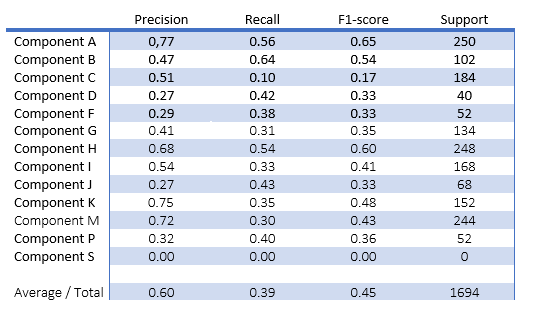 Precision Recall F1-score Support
Component A 0,77 0.56 0.65 250
Component B 0.47 0.64 0.54 102
Component C 0.51 0.10 0.17 184
Component D 0.27 0.42 0.33 40
Component F 0.29 0.38 0.33 52
Component G 0.41 0.31 0.35 134
Component H 0.68 0.54 0.60 248
Component I 0.54 0.33 0.41 168
Component J 0.27 0.43 0.33 68
Component K 0.75 0.35 0.48 152
Component M 0.72 0.30 0.43 244
Component P 0.32 0.40 0.36 52
Component S 0.00 0.00 0.00 0
Average / Total 0.60 0.39 0.45 1694